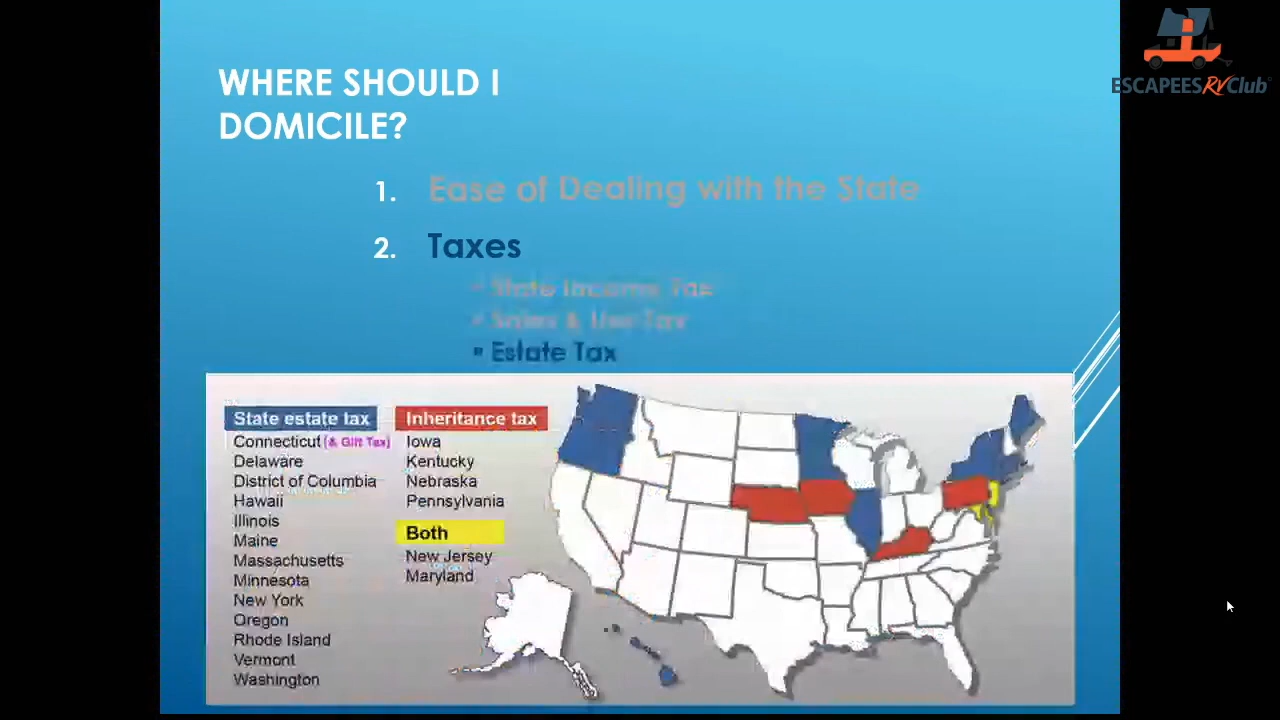 ESCAPEES RV Club
WHERE SHOULD I
DOMICILE?
1. Ease of Dealing with the State
2. Taxes
State Income Tax
Sales & Use Tax
Estate Tax
State estate tax
Connecticut (& Gift Tax)
Delaware
District of Columbia
Hawaii
Illinois
Maine
Massachusetts
Minnesota
New York
Oregon
Rhode Island
Vermont
Washington
Inheritance tax
Iowa
Kentucky
Nebraska
Pennsylvania
Both
New Jersey
Maryland